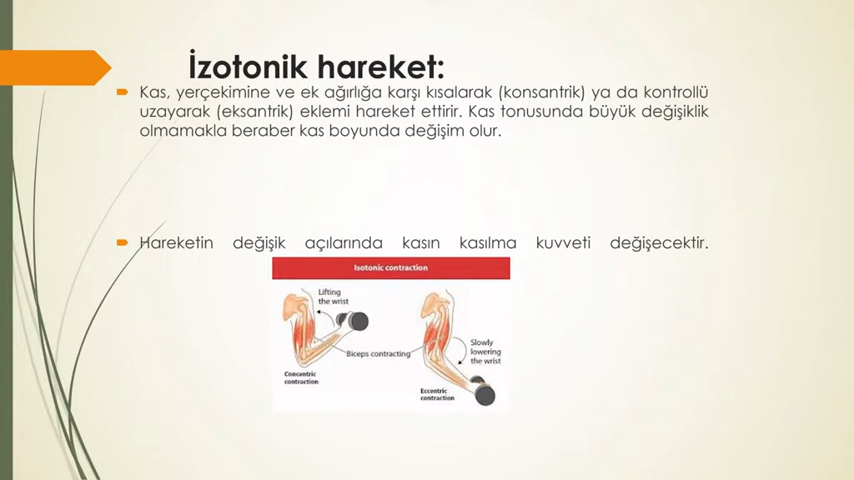 İzotonik hareket:
Kas, yerçekimine ve ek ağırlığa karşı kısalarak (konsantrik) ya da kontrollü
uzayarak (eksantrik) eklemi hareket ettirir. Kas tonusunda büyük değişiklik
olmamakla beraber kas boyunda değişim olur.
Hareketin değişik açılarında kasın kasılma kuvveti değişecektir.
Isotonic contraction
Lifting
the wrist
Biceps contracting
Concentric
contraction
Slowly
lowering
the wrist
Eccentric
contraction